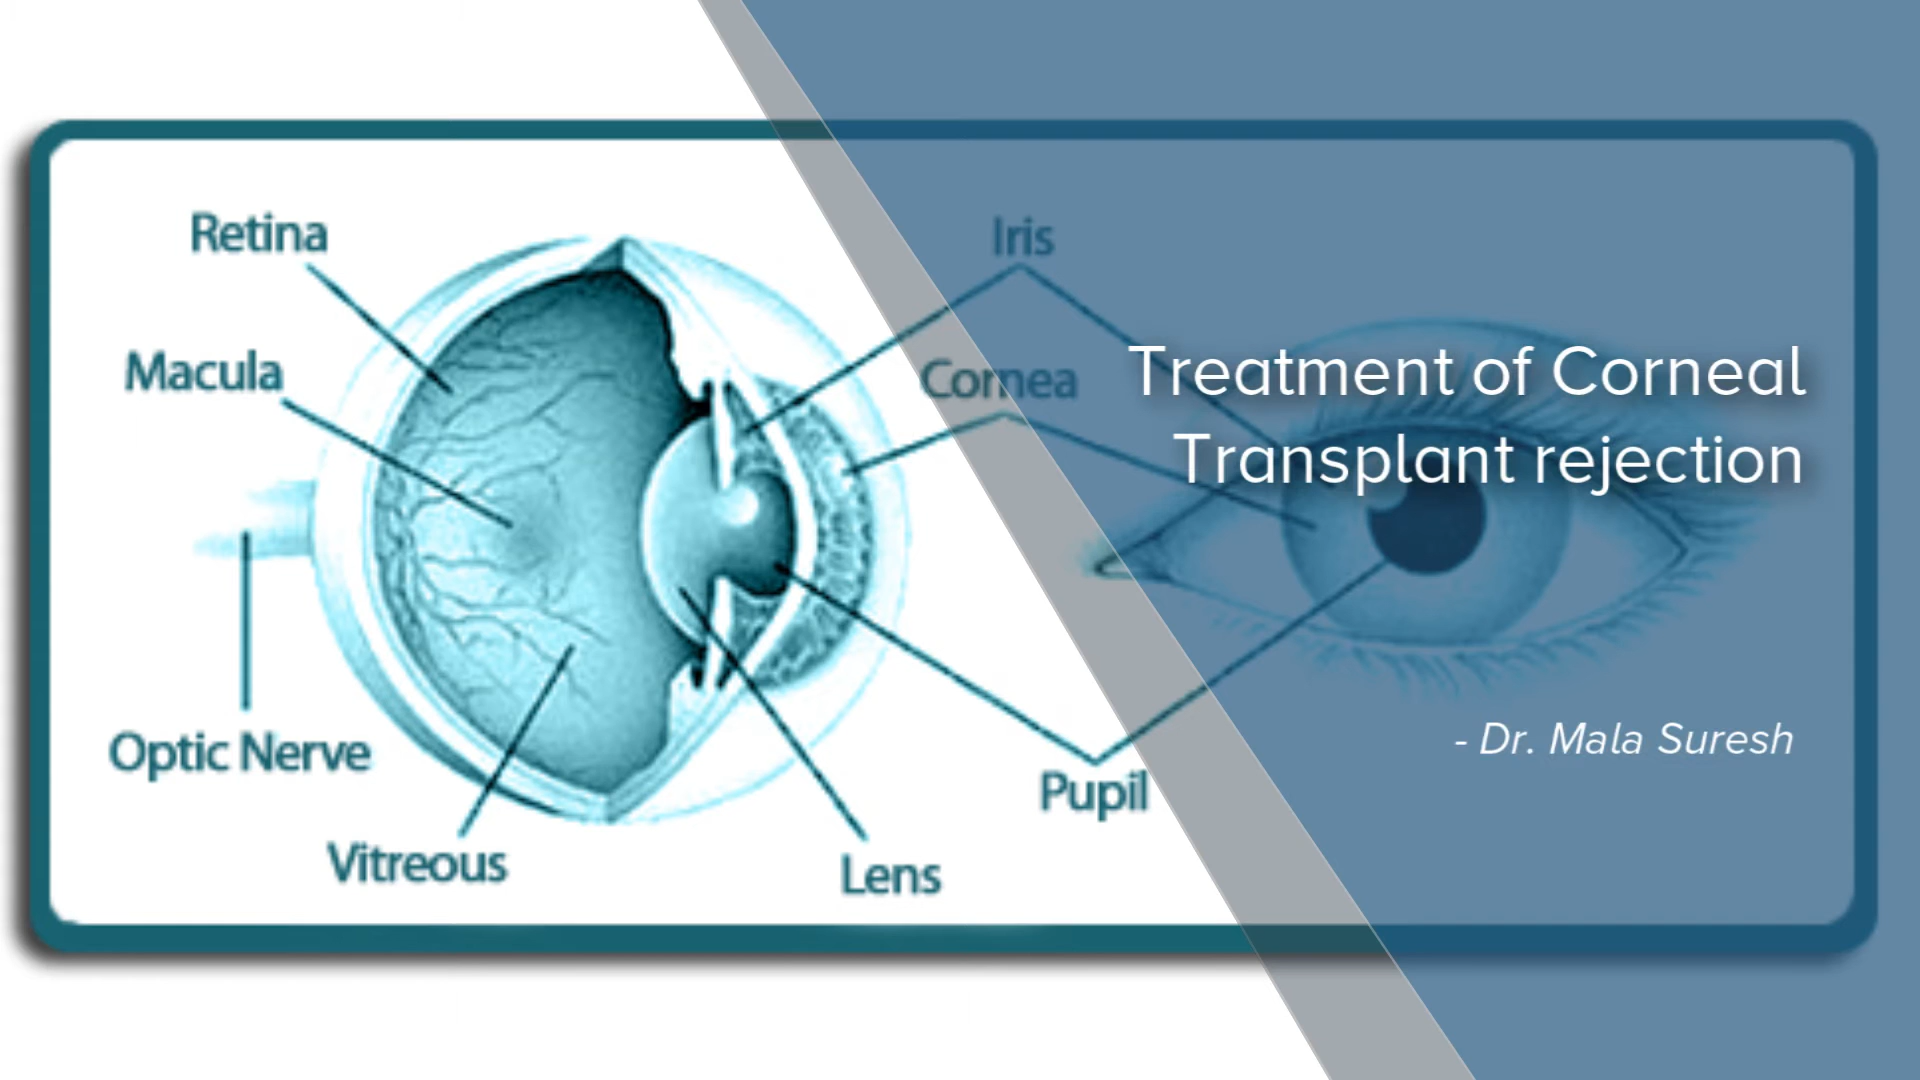 Retina
Iris
Macula
Cornea
Treatment of Corneal
Transplant rejection
Optic Nerve
- Dr. Mala Suresh
Pupil
Vitreous
Lens